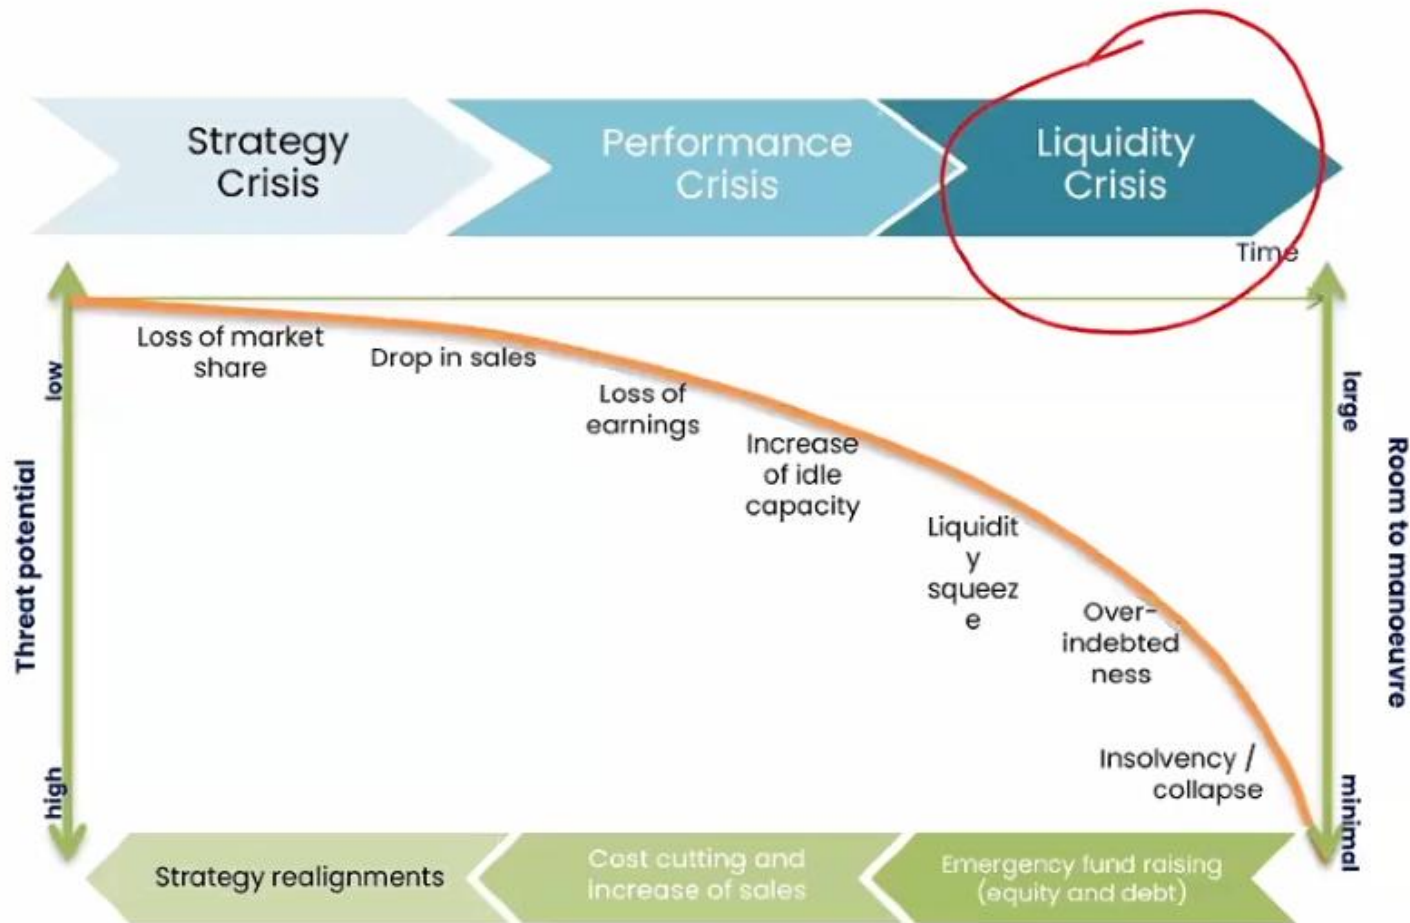 Strategy
Crisis
Performance
Crisis
Liquidity
Crisis
Time
Loss of market
share
Drop in sales
Loss of
earnings
Increase
of idle
capacity
Liquidit
y
squeez
e
Over-
indebted
ness
Insolvency /
collapse
low
Threat potential
high
large
Room to manoeuvre
minimal
Strategy realignments
Cost cutting and
increase of sales
Emergency fund raising
(equity and debt)